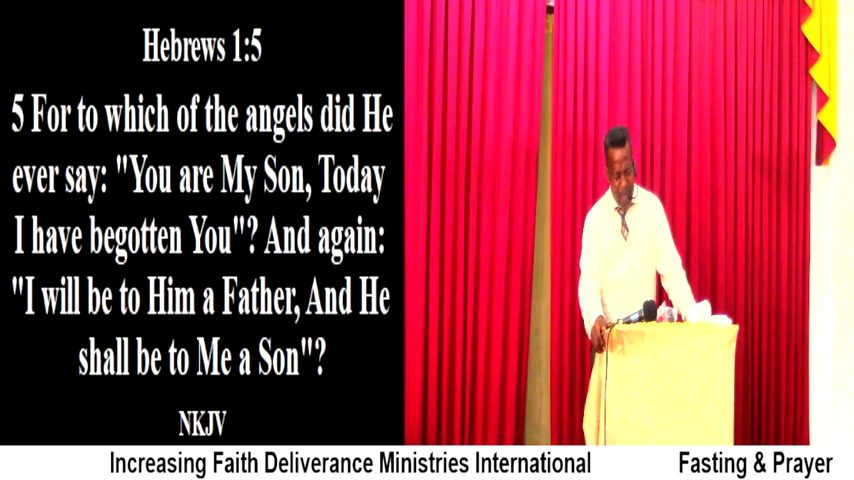 Hebrews 1:5
5 For to which of the angels did He
ever say: "You are My Son, Today
I have begotten You"? And again:
"I will be to Him a Father, And He
shall be to Me a Son"?
NKJV
Increasing Faith Deliverance Ministries International
Fasting & Prayer